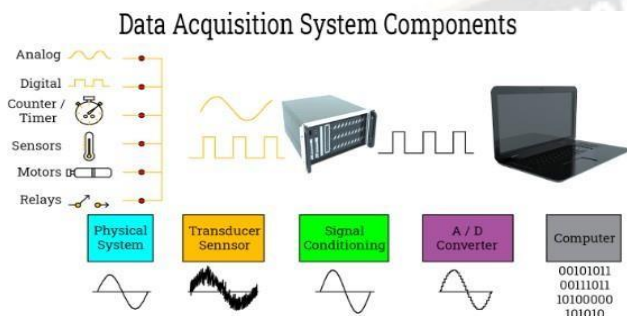 Data Acquisition System Components
Analog
Digital
Counter /
Timer
Sensors
Motors
Relays
Physical
System
Transducer
Sennsor
Signal
Conditioning
A / D
Converter
Computer
00101011
00111011
10100000
101010